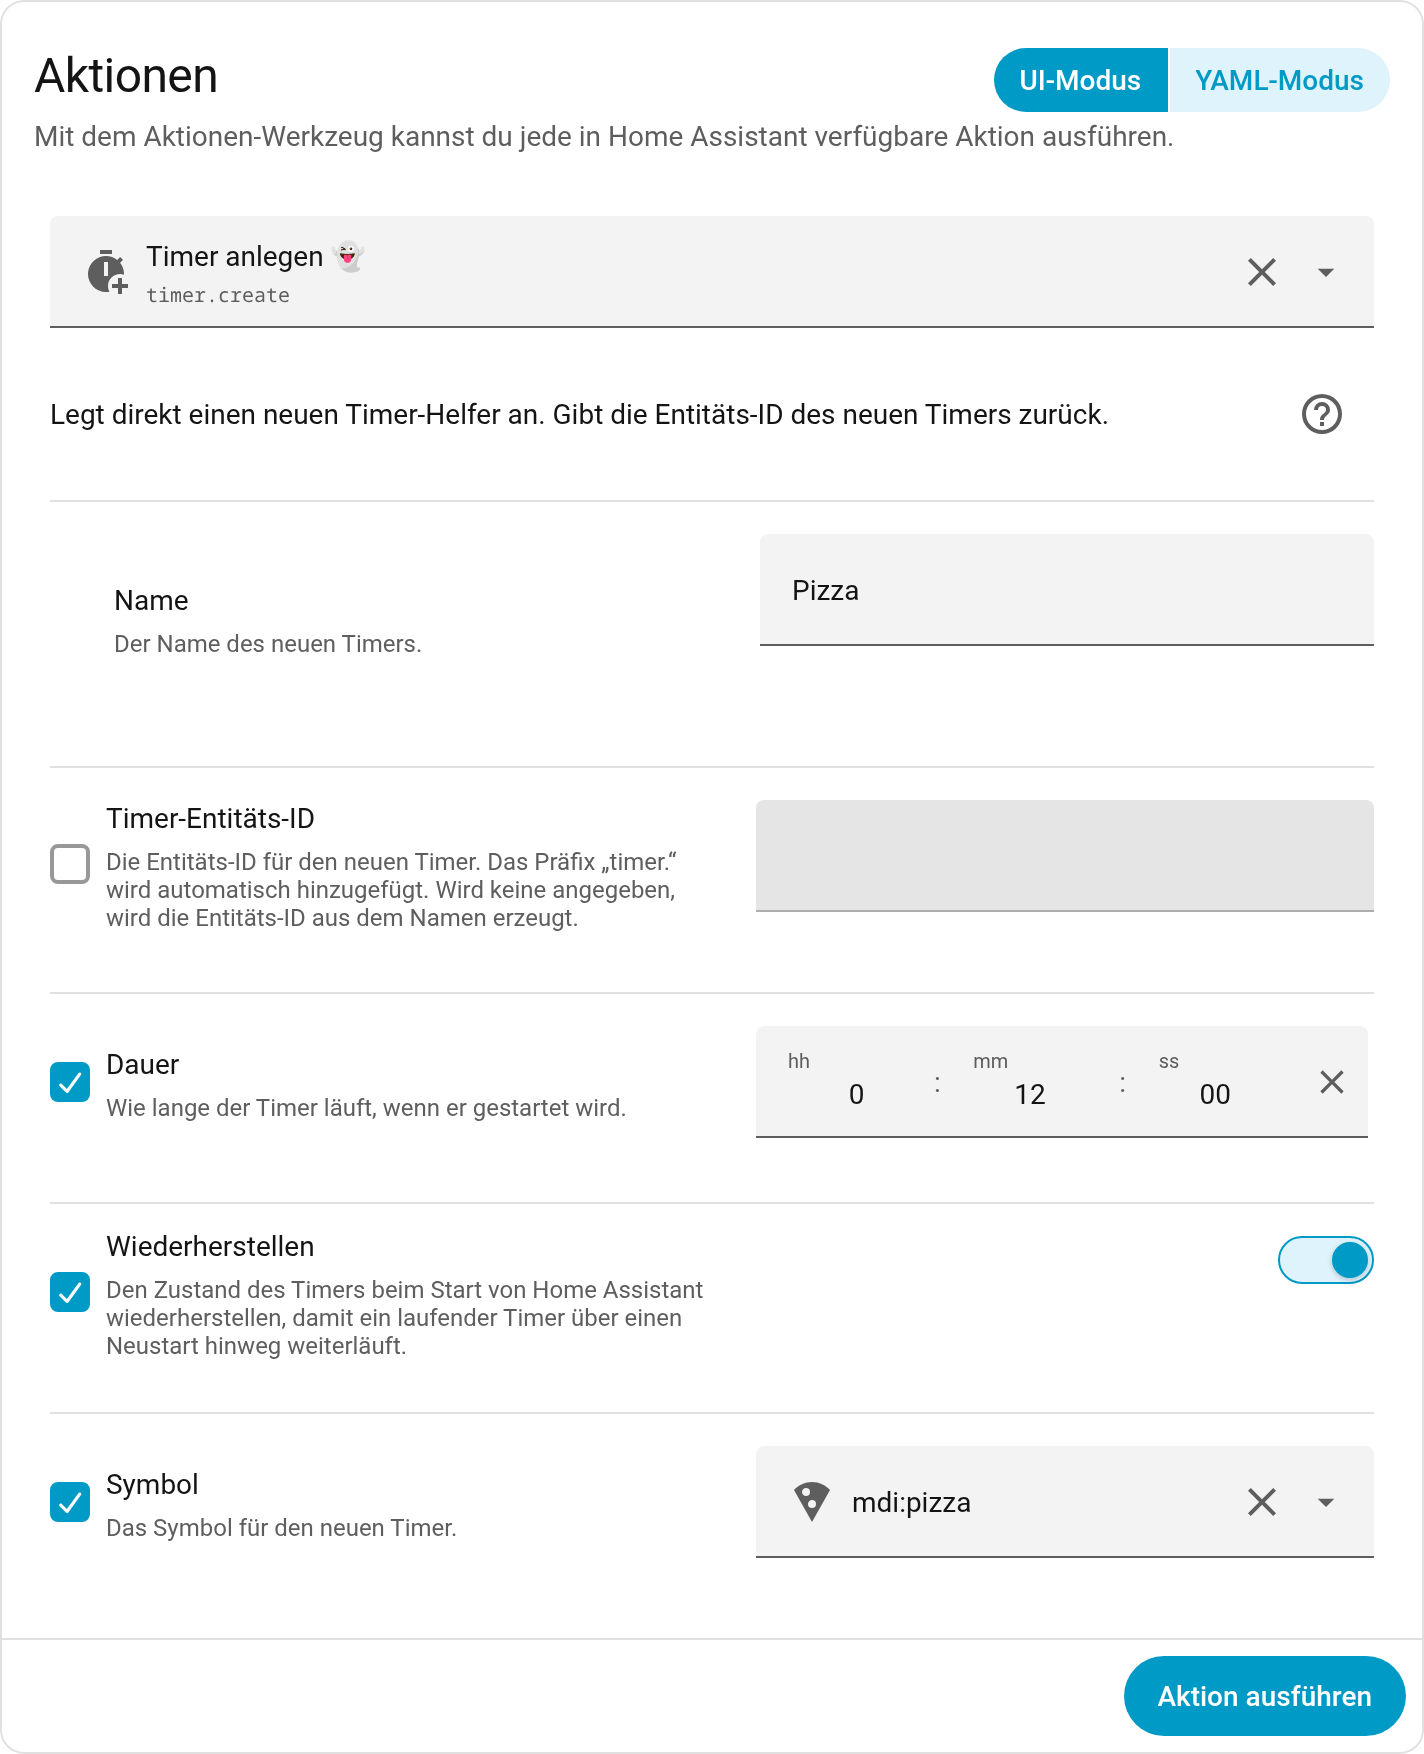 Aktionen
UI-Modus
YAML-Modus
Mit dem Aktionen-Werkzeug kannst du jede in Home Assistant verfügbare Aktion ausführen.
Timer anlegen 👻
timer.create
Legt direkt einen neuen Timer-Helfer an. Gibt die Entitäts-ID des neuen Timers zurück.
Name
Der Name des neuen Timers.
Pizza
Timer-Entitäts-ID
Die Entitäts-ID für den neuen Timer. Das Präfix „timer.“
wird automatisch hinzugefügt. Wird keine angegeben,
wird die Entitäts-ID aus dem Namen erzeugt.
Dauer
Wie lange der Timer läuft, wenn er gestartet wird.
hh mm ss
0 : 12 : 00
Wiederherstellen
Den Zustand des Timers beim Start von Home Assistant
wiederherstellen, damit ein laufender Timer über einen
Neustart hinweg weiterläuft.
Symbol
Das Symbol für den neuen Timer.
mdi:pizza
Aktion ausführen